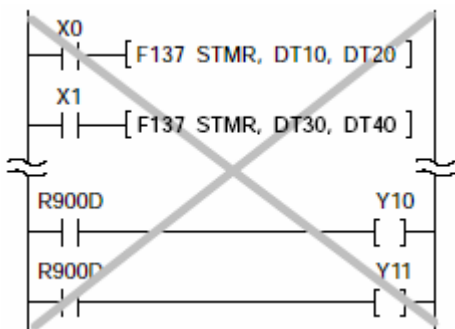 X0
[ F137 STMR, DT10, DT20 ]
X1
[ F137 STMR, DT30, DT40 ]
R900D Y10
[ ]
R900D Y11
[ ]